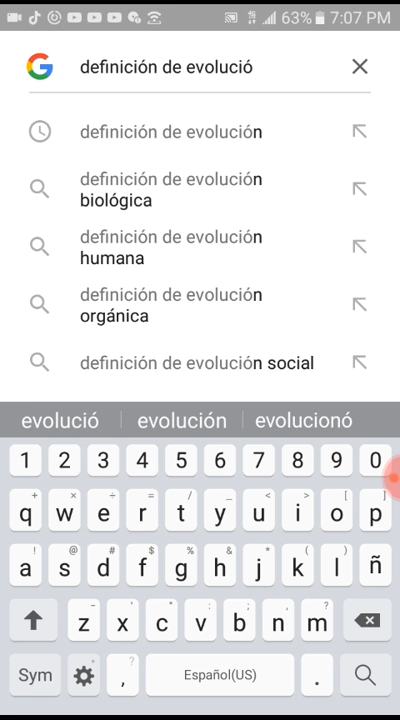 63% 7:07 PM
definición de evolució
definición de evolución
definición de evolución
biológica
definición de evolución
humana
definición de evolución
orgánica
definición de evolución social
evolució evolución evolucionó
1 2 3 4 5 6 7 8 9 0
+ × ÷ = / _ < > [ ]
q w e r t y u i o p
! @ # $ % & * ( )
a s d f g h j k l ñ
- ' " : ; , ?
z x c v b n m
Sym , ? Español(US) .